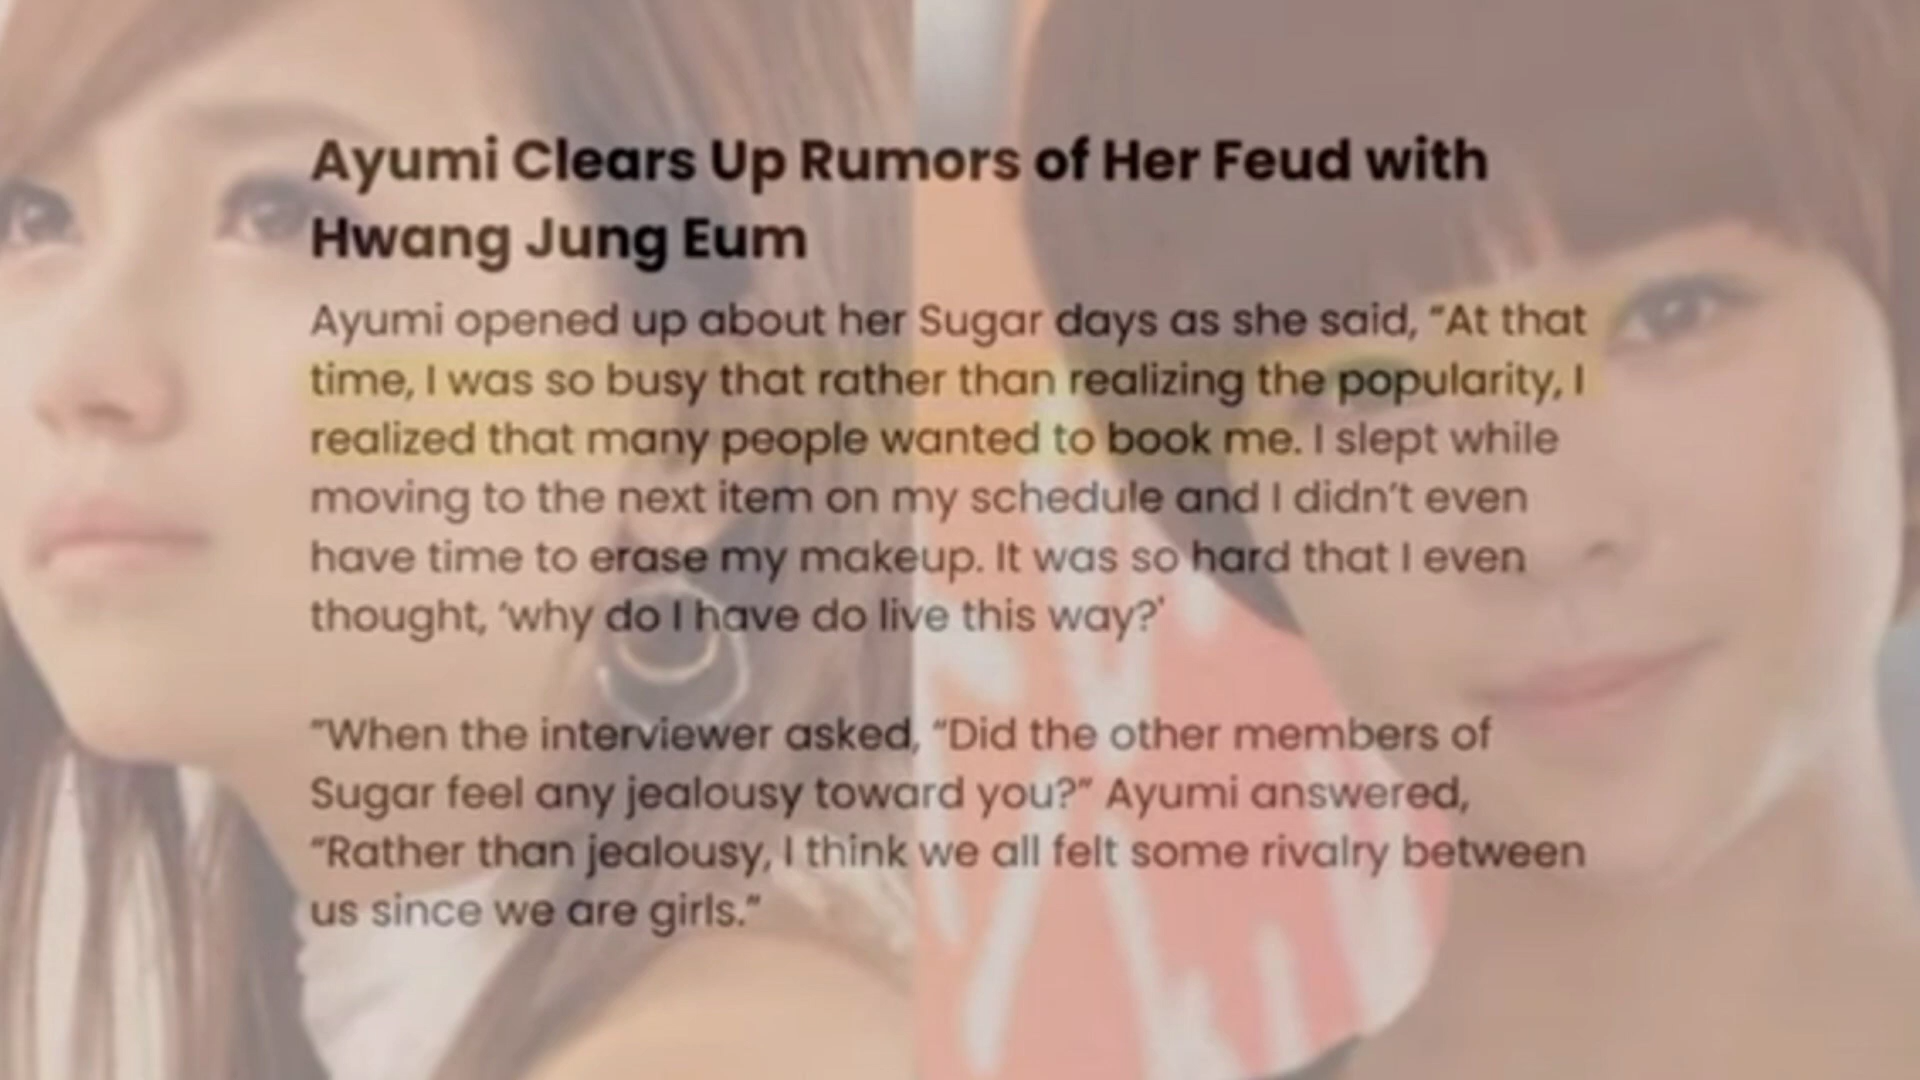 Ayumi Clears Up Rumors of Her Feud with
Hwang Jung Eum
Ayumi opened up about her Sugar days as she said, “At that
time, I was so busy that rather than realizing the popularity, I
realized that many people wanted to book me. I slept while
moving to the next item on my schedule and I didn’t even
have time to erase my makeup. It was so hard that I even
thought, ‘why do I have do live this way?’
“When the interviewer asked, “Did the other members of
Sugar feel any jealousy toward you?” Ayumi answered,
“Rather than jealousy, I think we all felt some rivalry between
us since we are girls.”